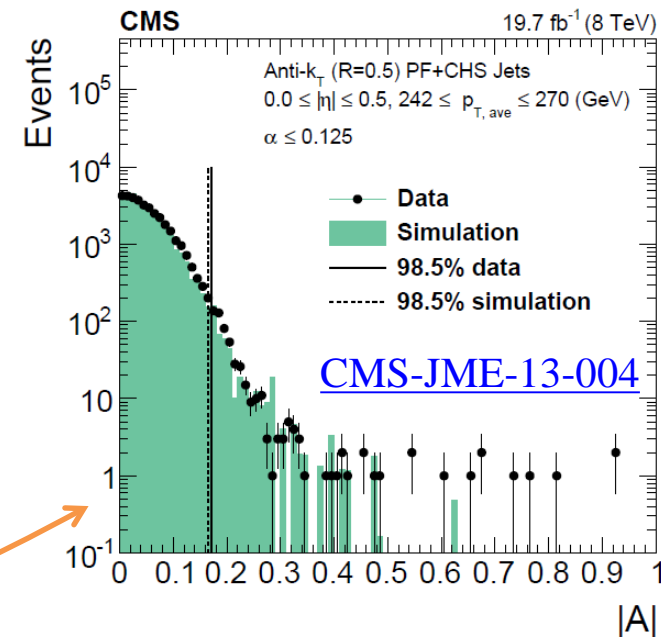 CMS 19.7 fb⁻¹ (8 TeV)
Events
Anti-k_T (R=0.5) PF+CHS Jets
0.0 ≤ |η| ≤ 0.5, 242 ≤ p_{T, ave} ≤ 270 (GeV)
α ≤ 0.125
Data
Simulation
98.5% data
98.5% simulation
CMS-JME-13-004
10⁵
10⁴
10³
10²
10
1
10⁻¹
0 0.1 0.2 0.3 0.4 0.5 0.6 0.7 0.8 0.9 1
|A|